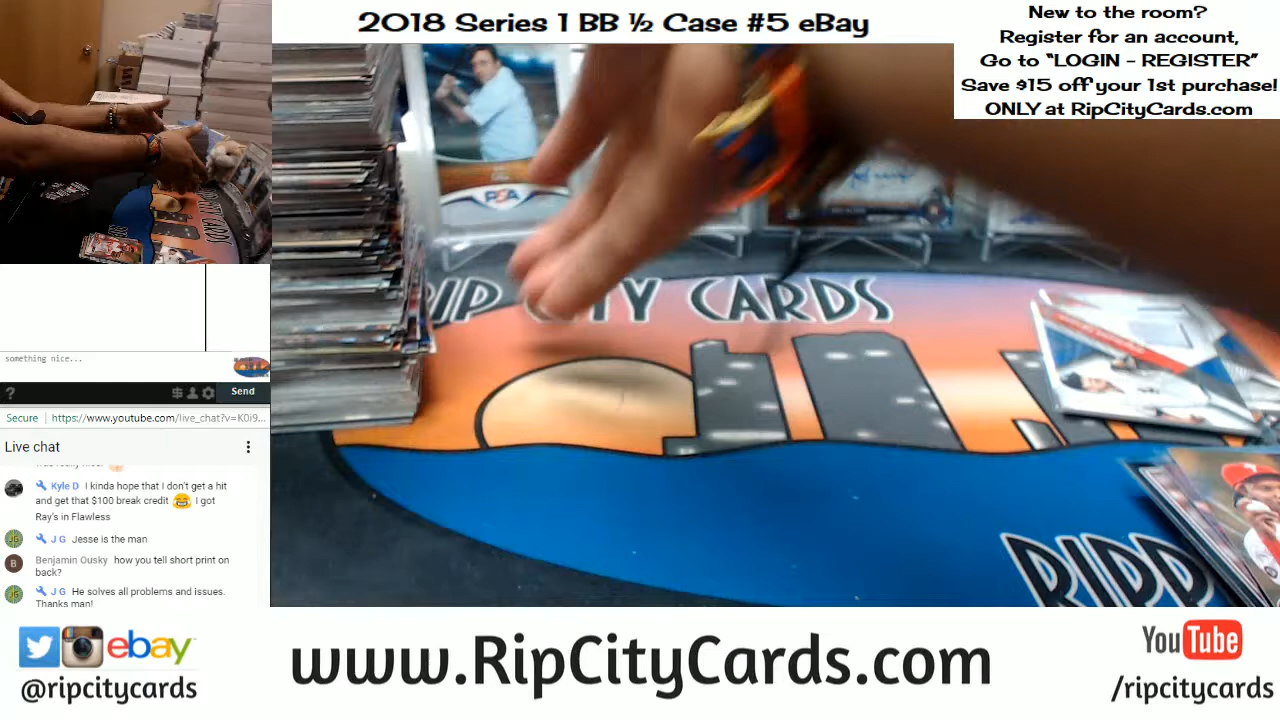 2018 Series 1 BB ½ Case #5 eBay
New to the room?
Register for an account,
Go to "LOGIN - REGISTER"
Save $15 off your 1st purchase!
ONLY at RipCityCards.com
PSA
RIP CITY CARDS
RIPP
something nice...
?
Send
Secure
https://www.youtube.com/live_chat?v=K0i9...
Live chat
Kyle D I kinda hope that I don't get a hit
and get that $100 break credit 😂 I got
Ray's in Flawless
J G Jesse is the man
Benjamin Ousky how you tell short print on
back?
J G He solves all problems and issues.
Thanks man!
ebay
@ripcitycards
www.RipCityCards.com
YouTube
/ripcitycards